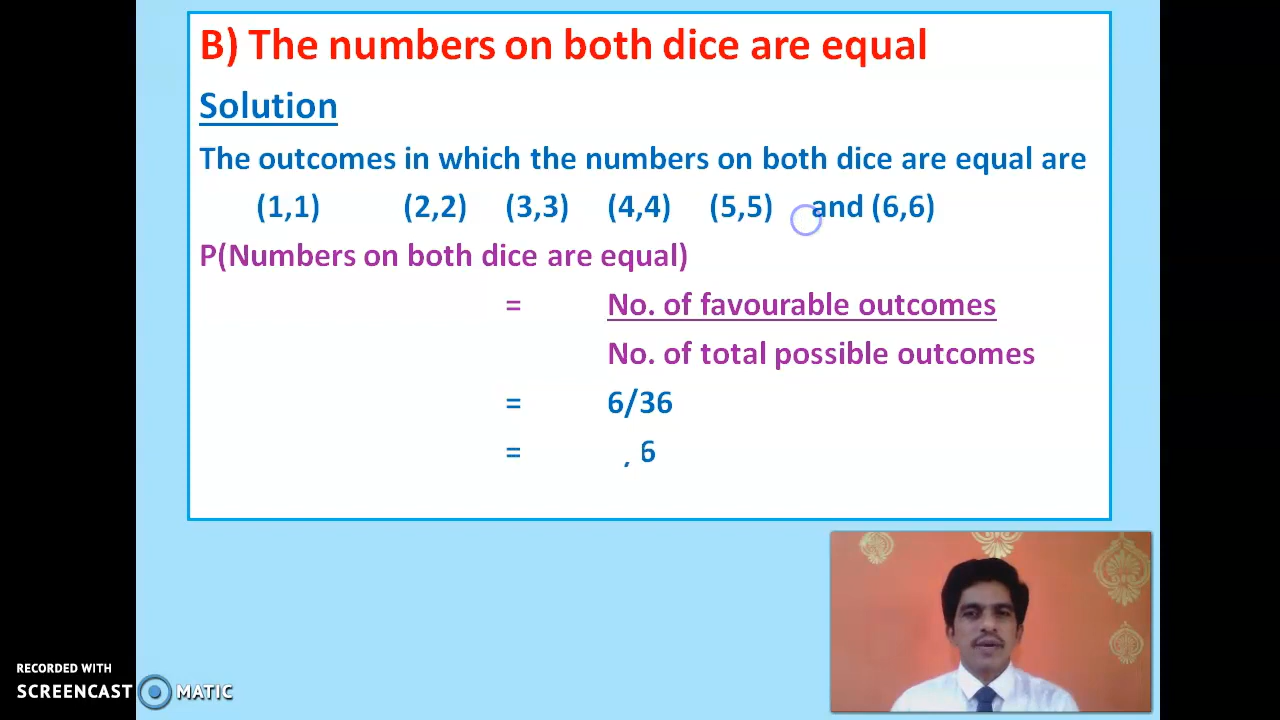 B) The numbers on both dice are equal
Solution
The outcomes in which the numbers on both dice are equal are
(1,1) (2,2) (3,3) (4,4) (5,5) and (6,6)
P(Numbers on both dice are equal)
= No. of favourable outcomes
No. of total possible outcomes
= 6/36
= 6
RECORDED WITH
SCREENCAST MATIC